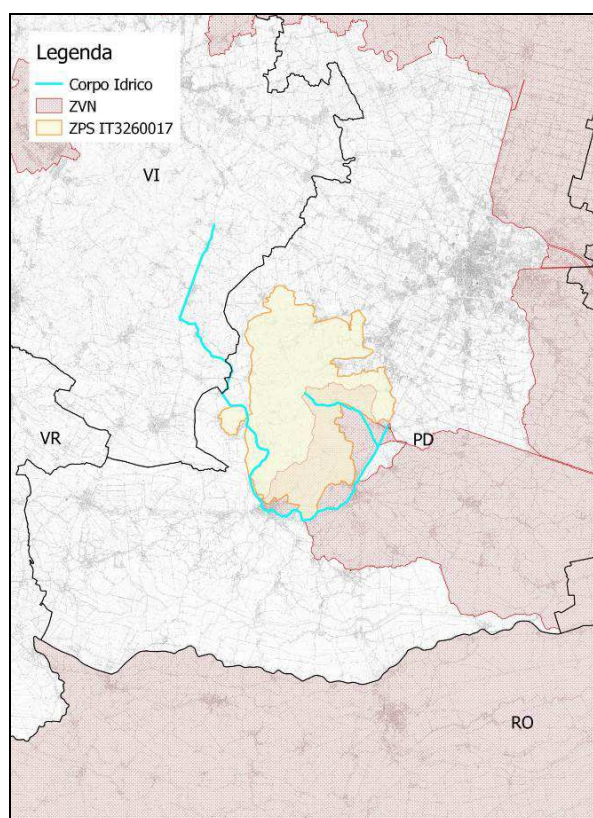 Legenda
Corpo Idrico
ZVN
ZPS IT3260017
VI
VR
PD
RO